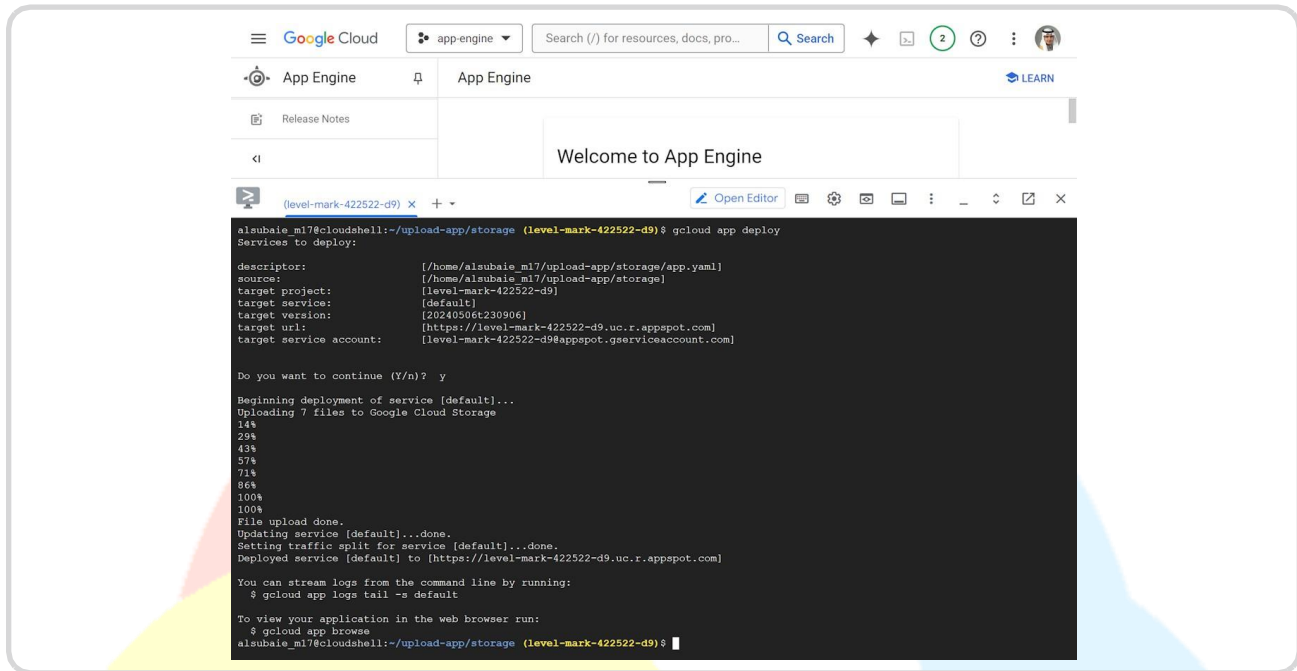 Google Cloud
app-engine
Search (/) for resources, docs, pro...
Search
2
App Engine
App Engine
LEARN
Release Notes
Welcome to App Engine
(level-mark-422522-d9)
Open Editor
alsubaie_m17@cloudshell:~/upload-app/storage (level-mark-422522-d9)$ gcloud app deploy
Services to deploy:
descriptor: [/home/alsubaie_m17/upload-app/storage/app.yaml]
source: [/home/alsubaie_m17/upload-app/storage]
target project: [level-mark-422522-d9]
target service: [default]
target version: [20240506t230906]
target url: [https://level-mark-422522-d9.uc.r.appspot.com]
target service account: [level-mark-422522-d9@appspot.gserviceaccount.com]
Do you want to continue (Y/n)? y
Beginning deployment of service [default]...
Uploading 7 files to Google Cloud Storage
14%
29%
43%
57%
71%
86%
100%
100%
File upload done.
Updating service [default]...done.
Setting traffic split for service [default]...done.
Deployed service [default] to [https://level-mark-422522-d9.uc.r.appspot.com]
You can stream logs from the command line by running:
$ gcloud app logs tail -s default
To view your application in the web browser run:
$ gcloud app browse
alsubaie_m17@cloudshell:~/upload-app/storage (level-mark-422522-d9)$